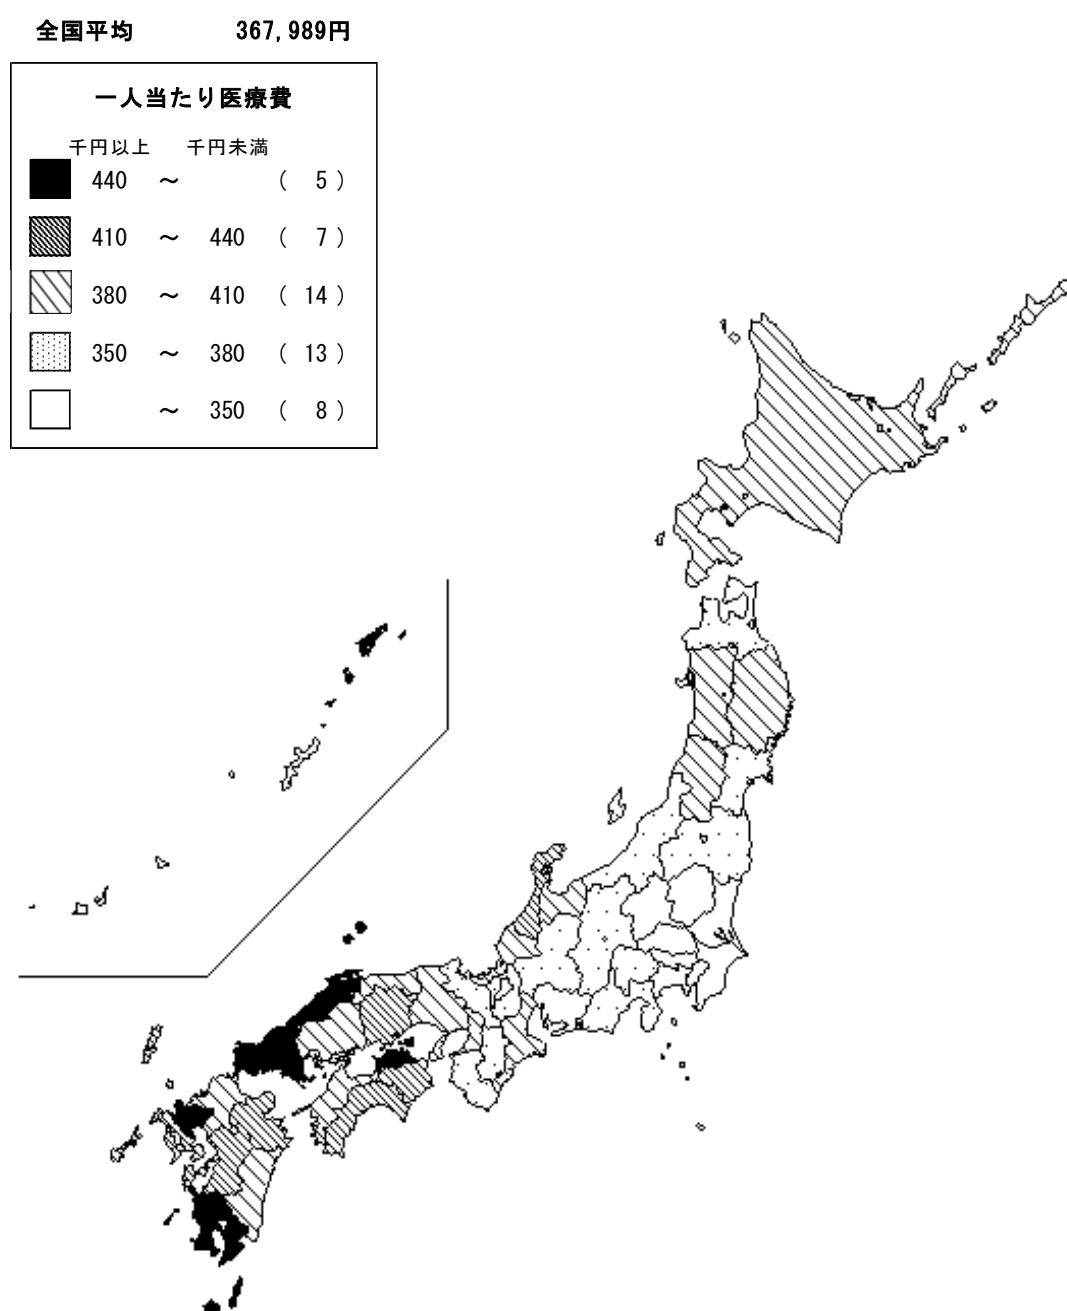 全国平均 367,989円
一人当たり医療費
千円以上 千円未満
440 ～ ( 5 )
410 ～ 440 ( 7 )
380 ～ 410 ( 14 )
350 ～ 380 ( 13 )
～ 350 ( 8 )